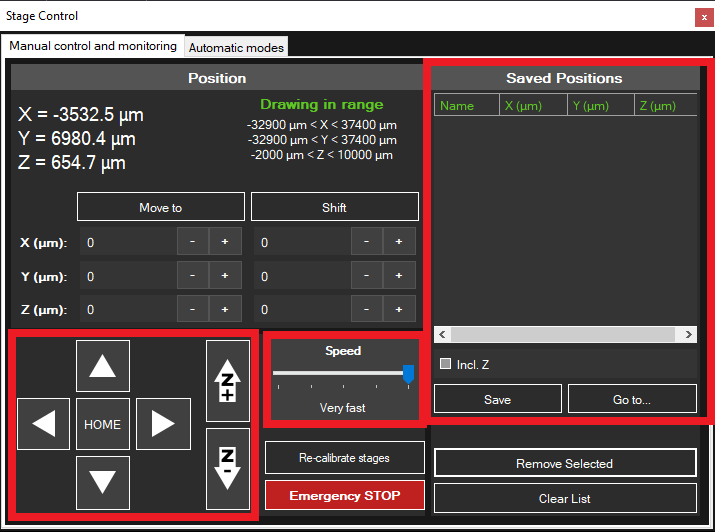 Stage Control
x
Manual control and monitoring
Automatic modes
Position
X = -3532.5 µm
Y = 6980.4 µm
Z = 654.7 µm
Drawing in range
-32900 µm < X < 37400 µm
-32900 µm < Y < 37400 µm
-2000 µm < Z < 10000 µm
Move to
Shift
X (µm):
0
-
+
0
-
+
Y (µm):
0
-
+
0
-
+
Z (µm):
0
-
+
0
-
+
HOME
Z+
Z-
Speed
Very fast
Re-calibrate stages
Emergency STOP
Saved Positions
Name
X (µm)
Y (µm)
Z (µm)
Incl. Z
Save
Go to...
Remove Selected
Clear List